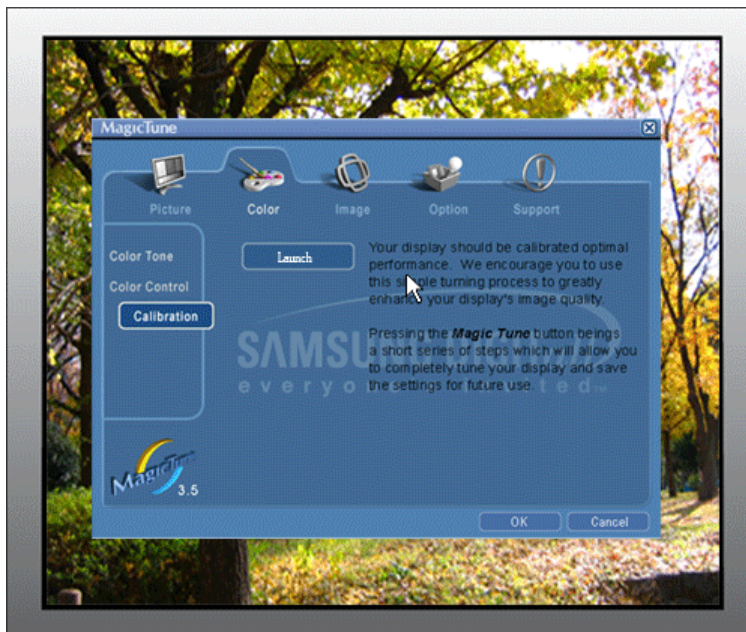 MagicTune
Picture
Color
Image
Option
Support
Color Tone
Color Control
Calibration
Launch
Your display should be calibrated optimal
performance. We encourage you to use
this simple turning process to greatly
enhance your display's image quality.
Pressing the Magic Tune button beings
a short series of steps which will allow you
to completely tune your display and save
the settings for future use.
MagicTune
3.5
OK
Cancel